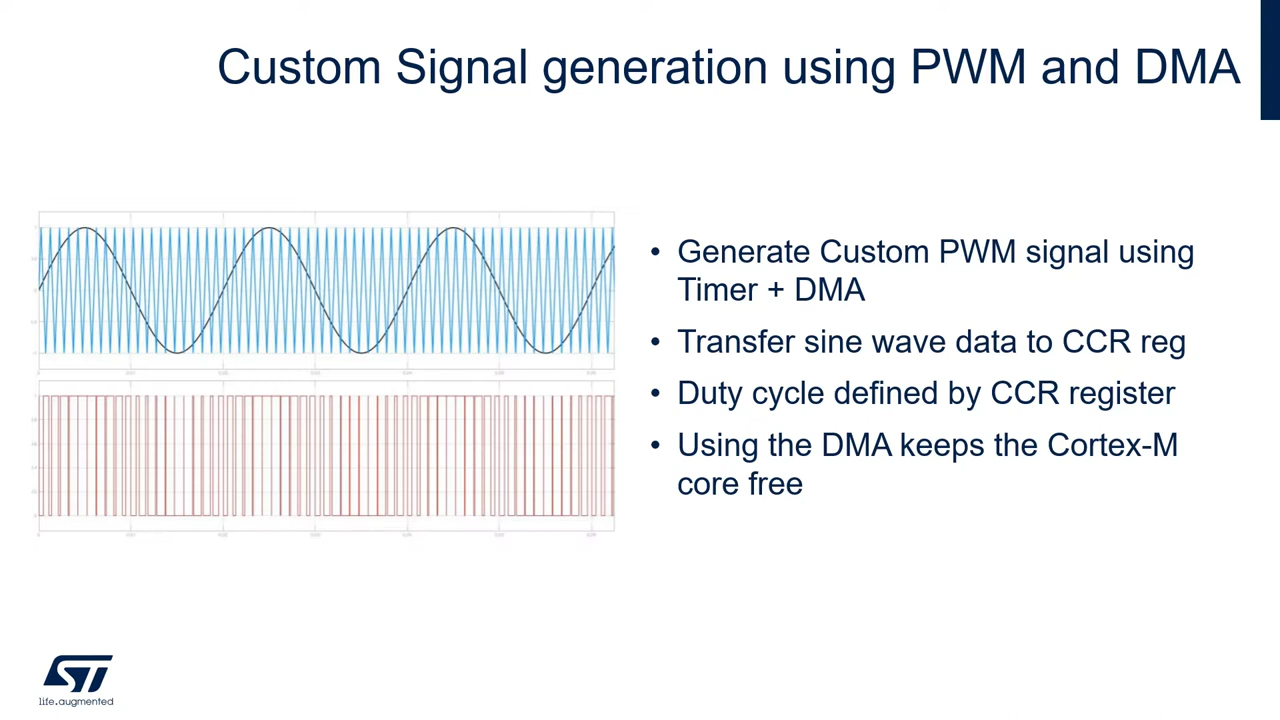 Custom Signal generation using PWM and DMA
• Generate Custom PWM signal using
Timer + DMA
• Transfer sine wave data to CCR reg
• Duty cycle defined by CCR register
• Using the DMA keeps the Cortex-M
core free
ST
life.augmented